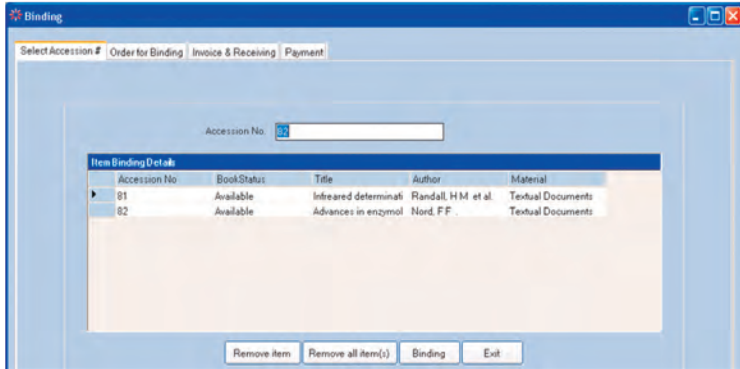 Binding
Select Accession # Order for Binding Invoice & Receiving Payment
Accession No. 82
Item Binding Details
Accession No BookStatus Title Author Material
81 Available Infreared determinati Randall, H M et al. Textual Documents
82 Available Advances in enzymol Nord, F F . Textual Documents
Remove item Remove all item(s) Binding Exit